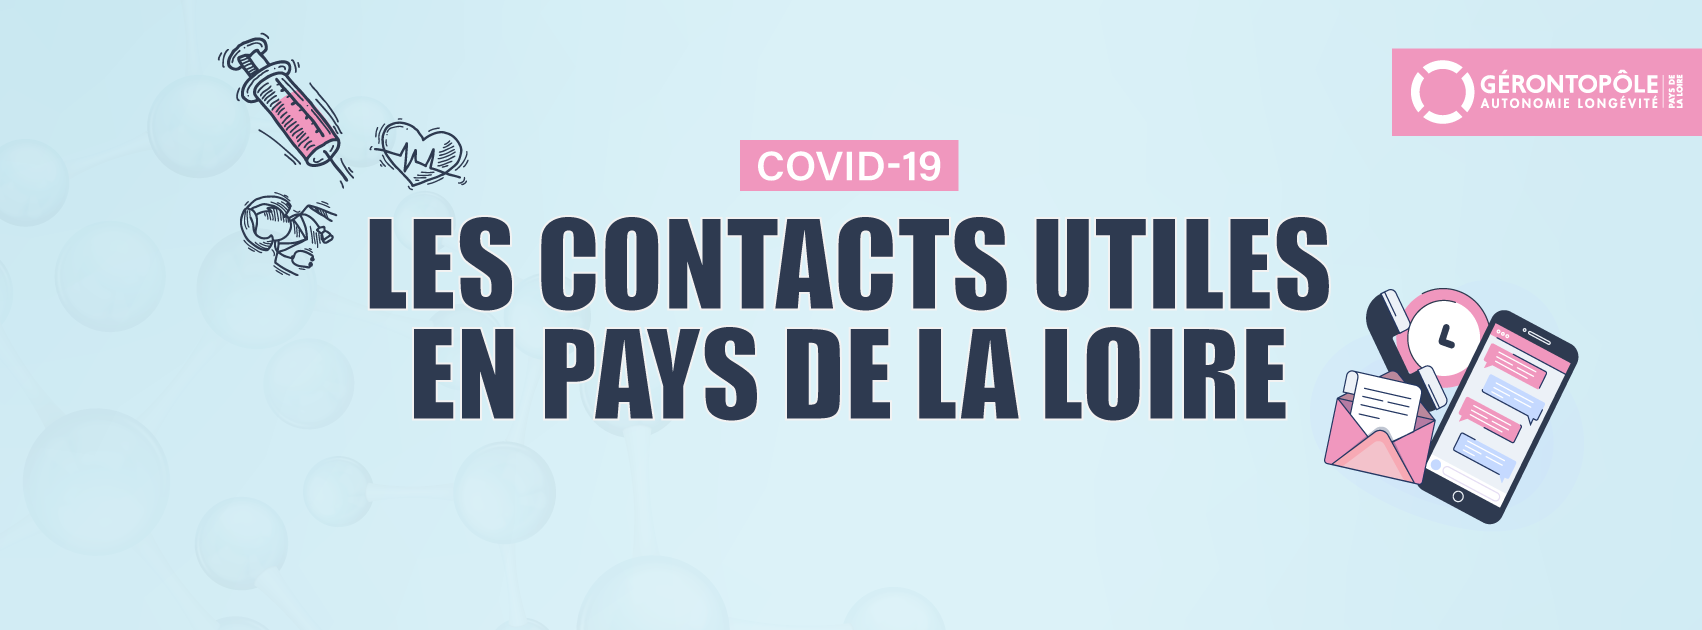 GÉRONTOPÔLE
AUTONOMIE LONGÉVITÉ
PAYS DE
LA LOIRE
COVID-19
LES CONTACTS UTILES
EN PAYS DE LA LOIRE